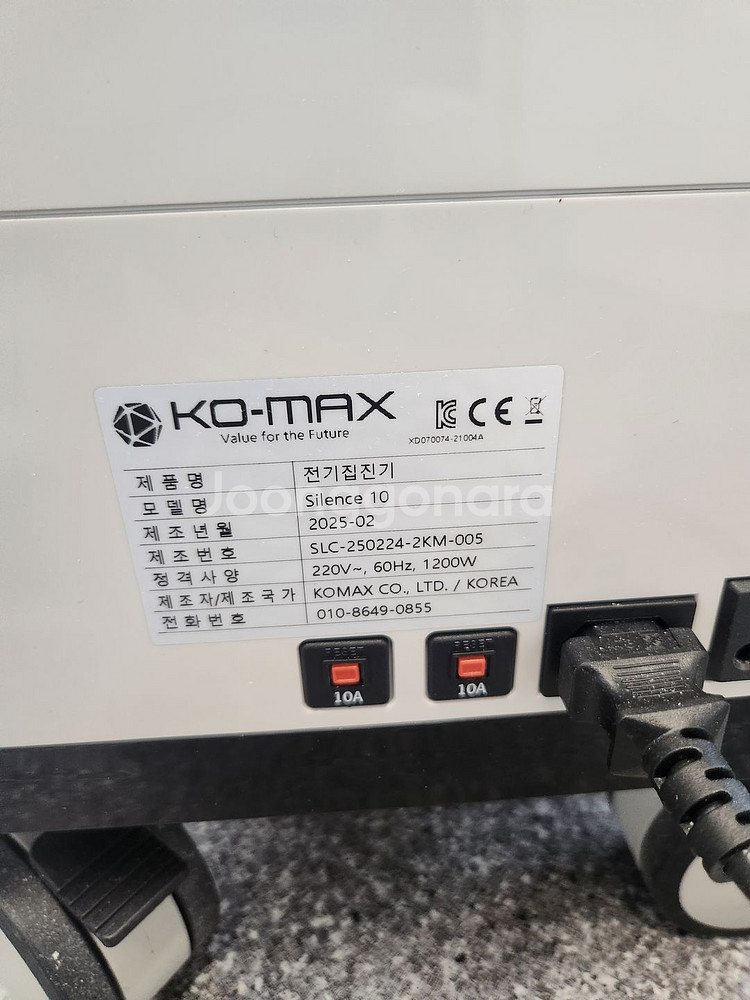 KO-MAX
Value for the Future
CE
XD070074-21004A
제품명 전기집진기
모델명 Silence 10
제조년월 2025-02
제조번호 SLC-250224-2KM-005
정격사양 220V~, 60Hz, 1200W
제조자/제조국가 KOMAX CO., LTD. / KOREA
전화번호 010-8649-0855
Joonggonara
RESET RESET
10A 10A